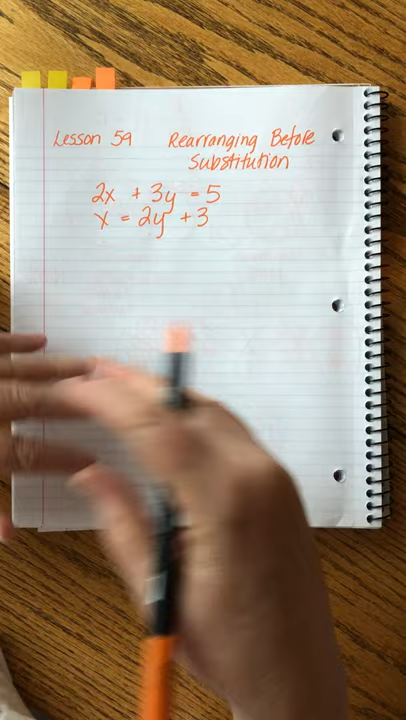 Lesson 59 Rearranging Before
Substitution
2x + 3y = 5
x = 2y + 3